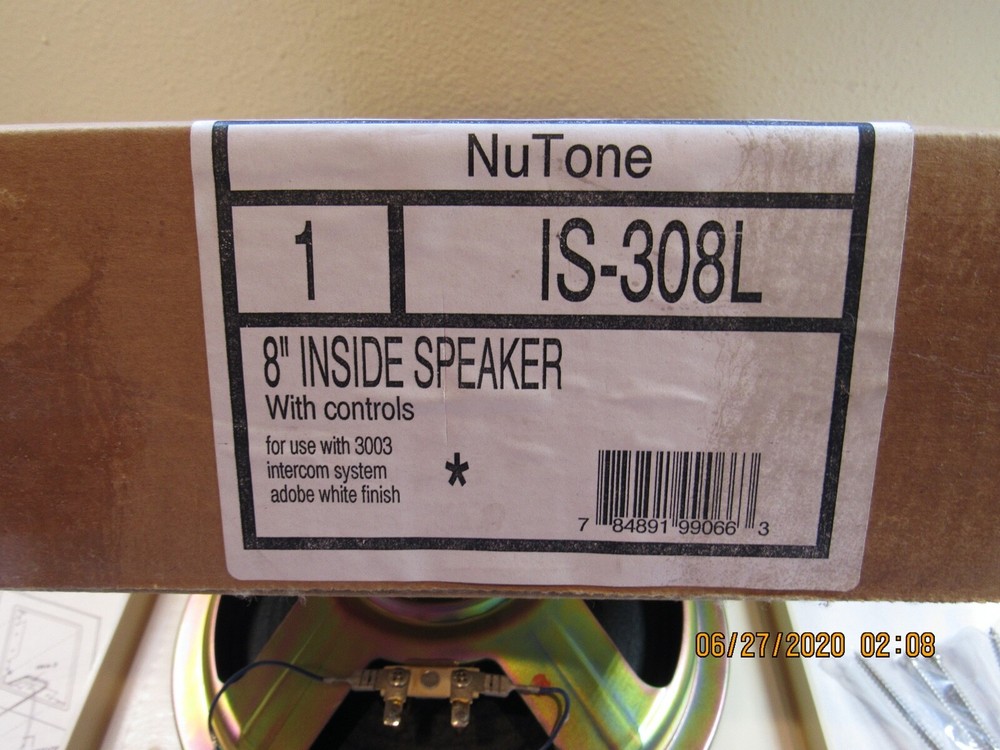 NuTone
1 IS-308L
8" INSIDE SPEAKER
With controls
for use with 3003
intercom system
adobe white finish
*
7 84891 99066 3
06/27/2020 02:08